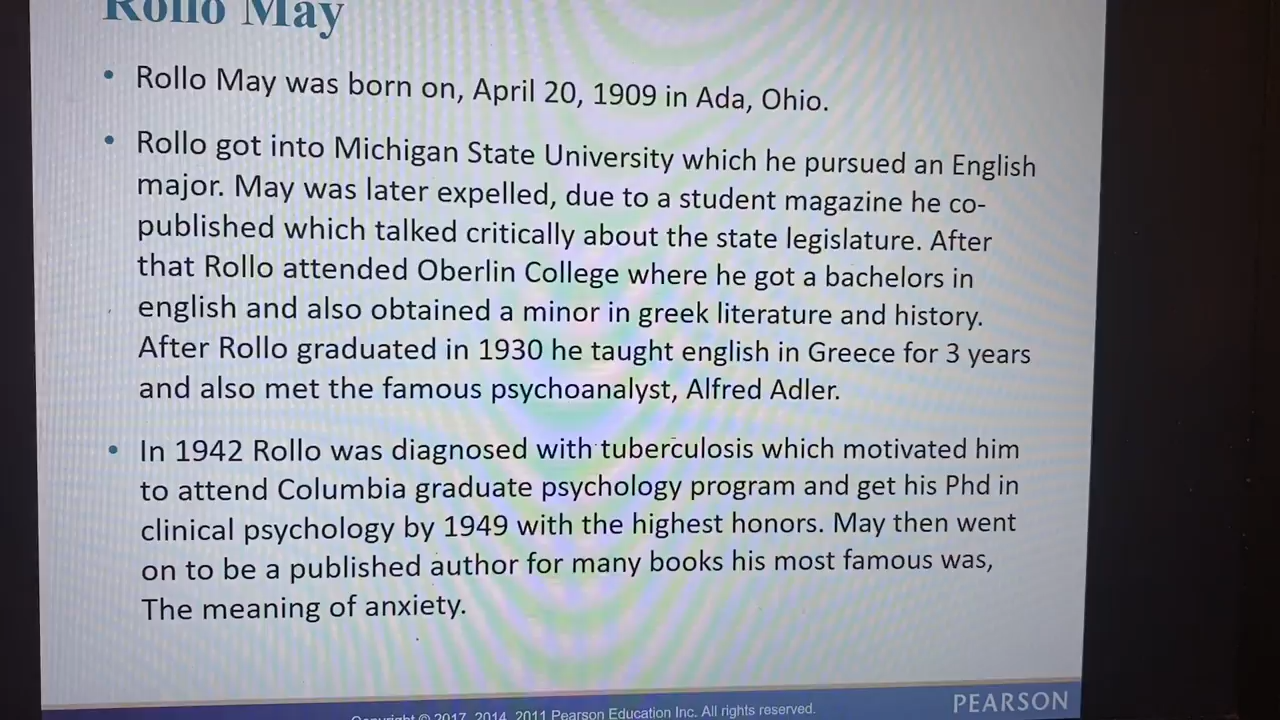 Rollo May
• Rollo May was born on, April 20, 1909 in Ada, Ohio.
• Rollo got into Michigan State University which he pursued an English
major. May was later expelled, due to a student magazine he co-
published which talked critically about the state legislature. After
that Rollo attended Oberlin College where he got a bachelors in
english and also obtained a minor in greek literature and history.
After Rollo graduated in 1930 he taught english in Greece for 3 years
and also met the famous psychoanalyst, Alfred Adler.
• In 1942 Rollo was diagnosed with tuberculosis which motivated him
to attend Columbia graduate psychology program and get his Phd in
clinical psychology by 1949 with the highest honors. May then went
on to be a published author for many books his most famous was,
The meaning of anxiety.
Copyright © 2017, 2014, 2011 Pearson Education Inc. All rights reserved.
PEARSON